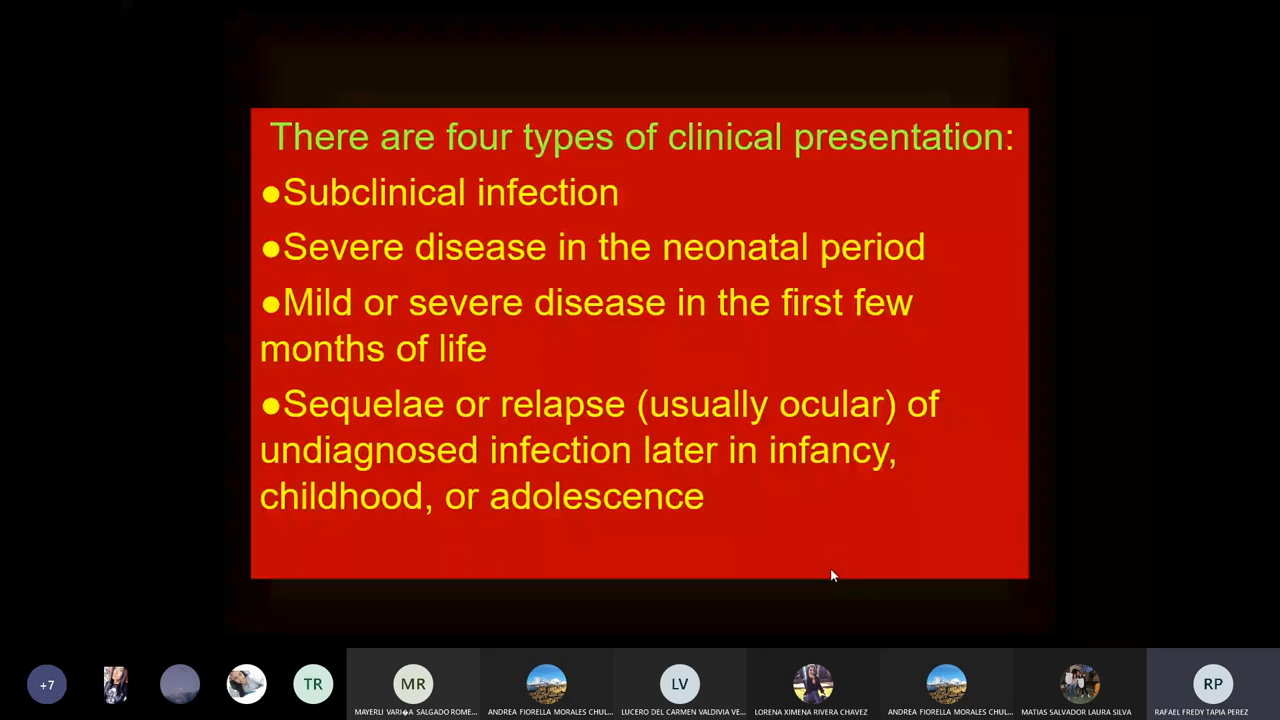 There are four types of clinical presentation:
●Subclinical infection
●Severe disease in the neonatal period
●Mild or severe disease in the first few
months of life
●Sequelae or relapse (usually ocular) of
undiagnosed infection later in infancy,
childhood, or adolescence
+7
TR
MR
LV
RP
MAYERLI VARI�A SALGADO ROME...
ANDREA FIORELLA MORALES CHUL...
LUCERO DEL CARMEN VALDIVIA VE...
LORENA XIMENA RIVERA CHAVEZ
ANDREA FIORELLA MORALES CHUL...
MATIAS SALVADOR LAURA SILVA
RAFAEL FREDY TAPIA PEREZ